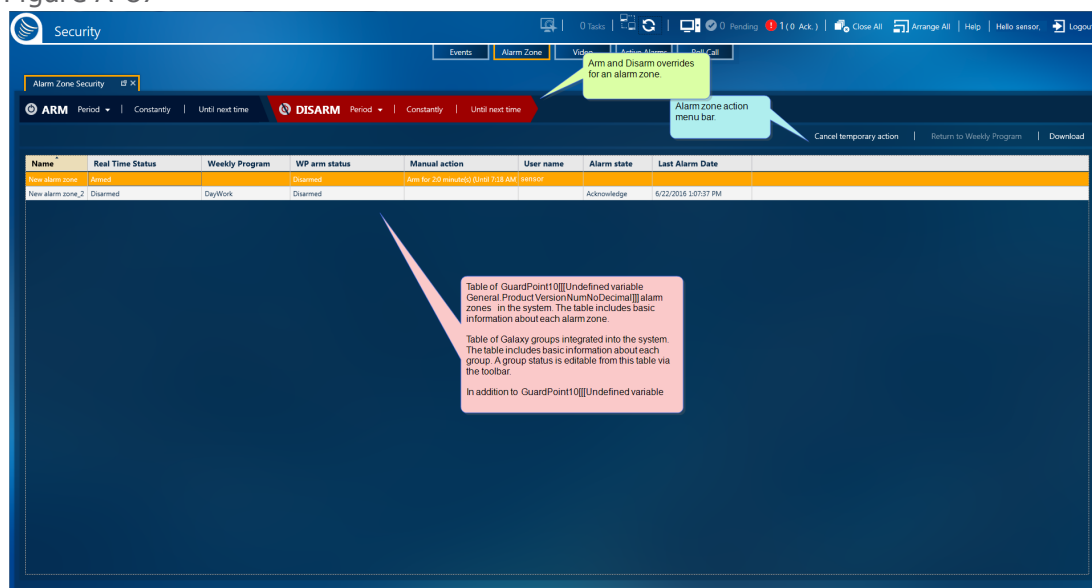 Security
0 Tasks
0 Pending
1 ( 0 Ack. )
Close All
Arrange All
Help
Hello sensor,
Logout
Events
Alarm Zone
Video
Active Alarms
Roll Call
Arm and Disarm overrides
for an alarm zone.
Alarm Zone Security
ARM Period Constantly Until next time
DISARM Period Constantly Until next time
Alarm zone action
menu bar.
Cancel temporary action
Return to Weekly Program
Download
Name Real Time Status Weekly Program WP arm status Manual action User name Alarm state Last Alarm Date
New alarm zone Armed Disarmed Arm for 2:0 minute(s) (Until 7:18 AM sensor
New alarm zone_2 Disarmed DayWork Disarmed Acknowledge 6/22/2016 1:07:37 PM
Table of GuardPoint10[[[Undefined variable
General.ProductVersionNumNoDecimal]]] alarm
zones in the system. The table includes basic
information about each alarm zone.
Table of Galaxy groups integrated into the system.
The table includes basic information about each
group. A group status is editable from this table via
the toolbar.
In addition to GuardPoint10[[[Undefined variable